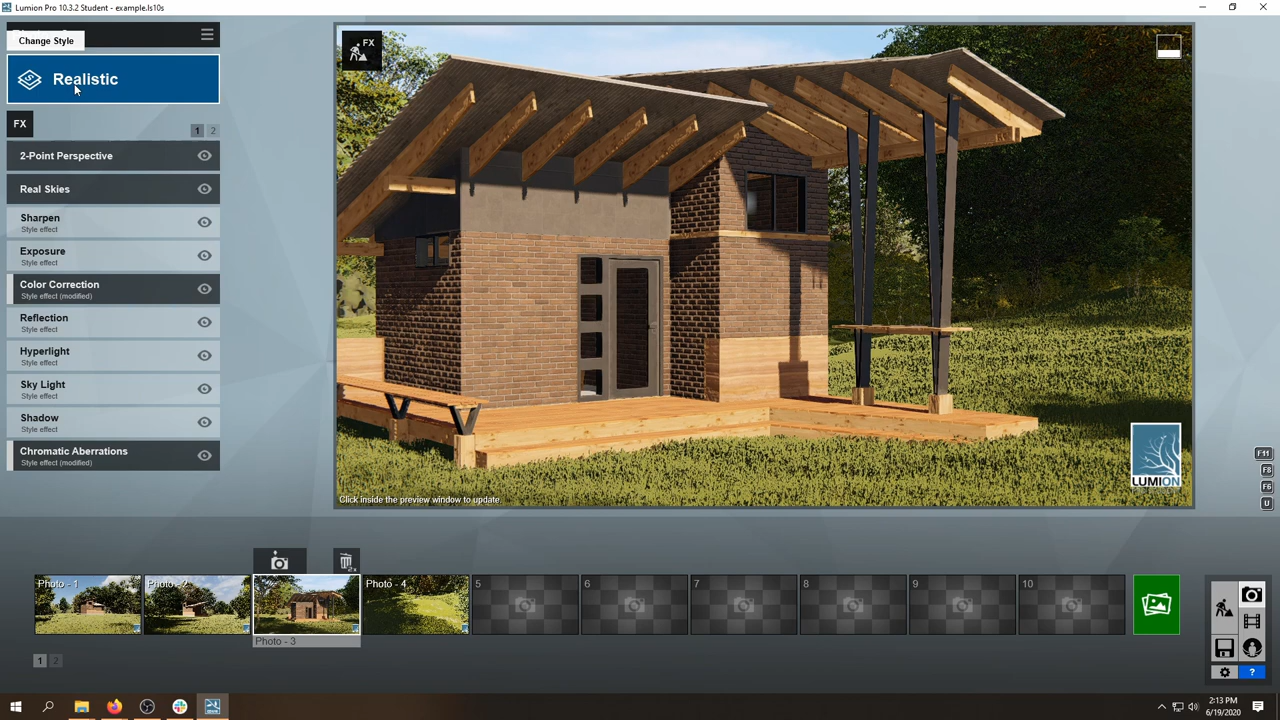 Lumion Pro 10.3.2 Student - example.ls10s
Change Style
Realistic
FX
1 2
2-Point Perspective
Real Skies
Sharpen
Style effect
Exposure
Style effect
Color Correction
Style effect (modified)
Reflection
Style effect
Hyperlight
Style effect
Sky Light
Style effect
Shadow
Style effect
Chromatic Aberrations
Style effect (modified)
FX
LUMION
Click inside the preview window to update.
F11
F8
F6
U
Photo - 1
Photo - 2
Photo - 4
5
6
7
8
9
10
Photo - 3
1 2
?
2:13 PM
6/19/2020